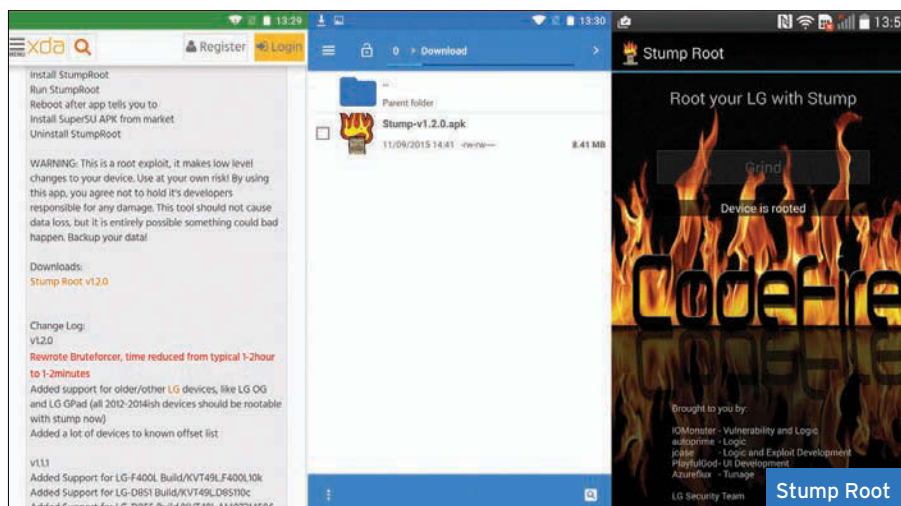 13:29
MENU xda Register Login
Install StumpRoot
Run StumpRoot
Reboot after app tells you to
Install SuperSU APK from market
Uninstall StumpRoot
WARNING: This is a root exploit, it makes low level
changes to your device. Use at your own risk! By using
this app, you agree not to hold it's developers
responsible for any damage. This tool should not cause
data loss, but it is entirely possible something could bad
happen. Backup your data!
Downloads:
Stump Root v1.2.0
Change Log:
v1.2.0
Rewrote Bruteforcer, time reduced from typical 1-2hour
to 1-2minutes
Added support for older/other LG devices, like LG OG
and LG GPad (all 2012-2014ish devices should be rootable
with stump now)
Added a lot of devices to known offset list
v1.1.1
Added Support for LG-F400L Build/KVT49L.F400L10k
Added Support for LG-D851 Build/KVT49L.D85110c
13:30
0 > Download
..
Parent folder
Stump-v1.2.0.apk
11/09/2015 14:41 -rw-rw---
8.41 MB
13:5
Stump Root
Root your LG with Stump
Grind
Device is rooted
CodeFire
Brought to you by:
IOMonster - Vulnerability and Logic
autoprime - Logic
jcase - Logic and Exploit Development
PlayfulGod- UI Development
Azureflux - Tunage
LG Security Team
Stump Root